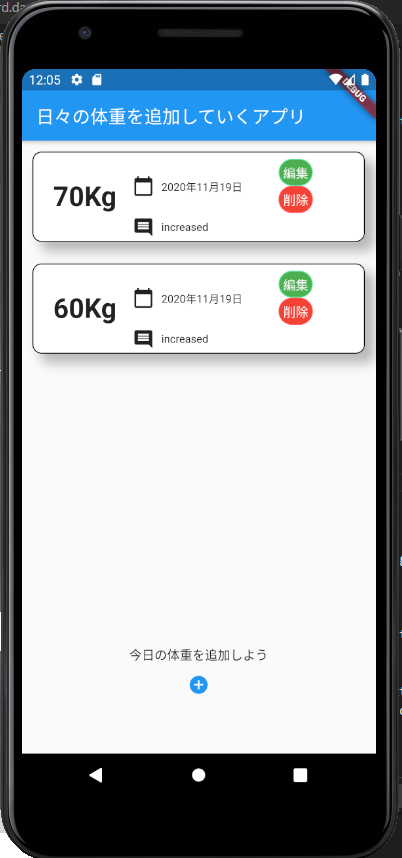 12:05
DEBUG
日々の体重を追加していくアプリ
70Kg
2020年11月19日
increased
編集
削除
60Kg
2020年11月19日
increased
編集
削除
今日の体重を追加しよう